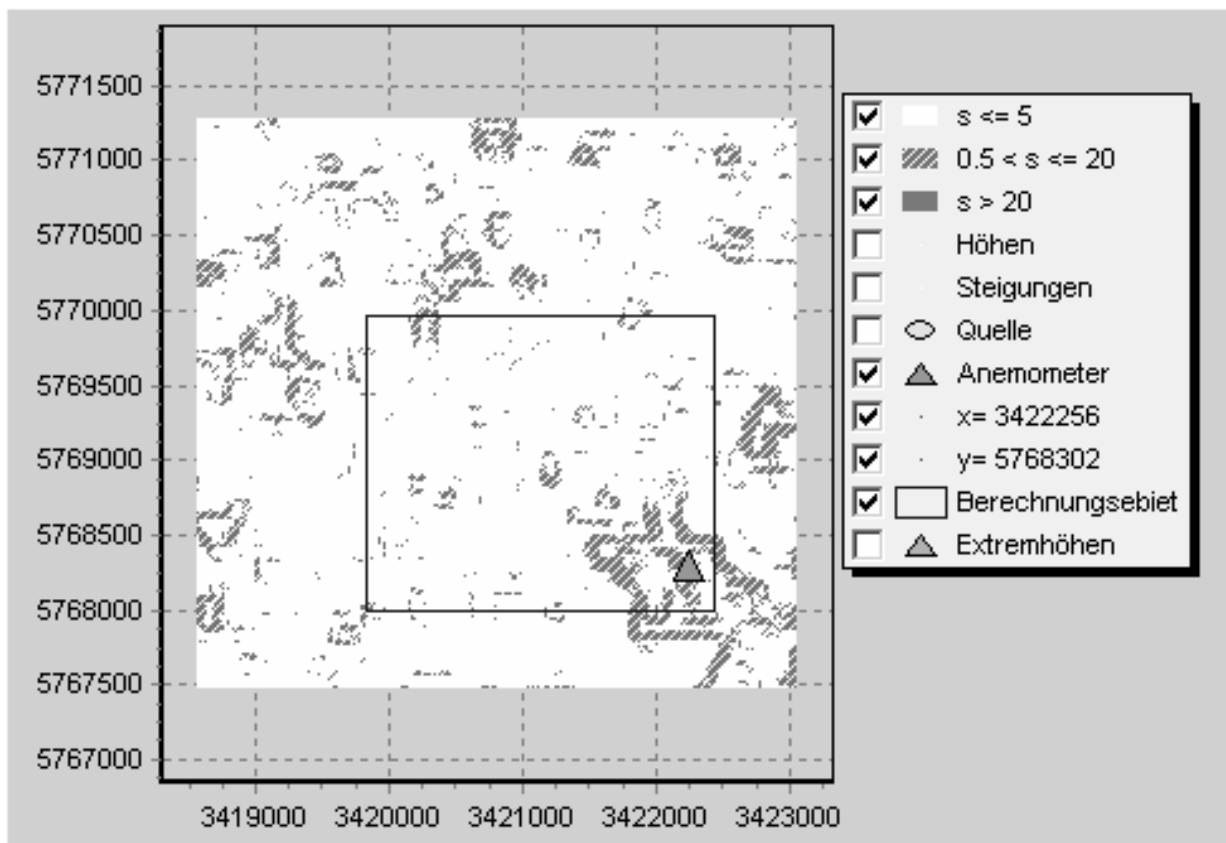 5771500
5771000
5770500
5770000
5769500
5769000
5768500
5768000
5767500
5767000
3419000 3420000 3421000 3422000 3423000
s <= 5
0.5 < s <= 20
s > 20
Höhen
Steigungen
Quelle
Anemometer
x= 3422256
y= 5768302
Berechnungsebiet
Extremhöhen